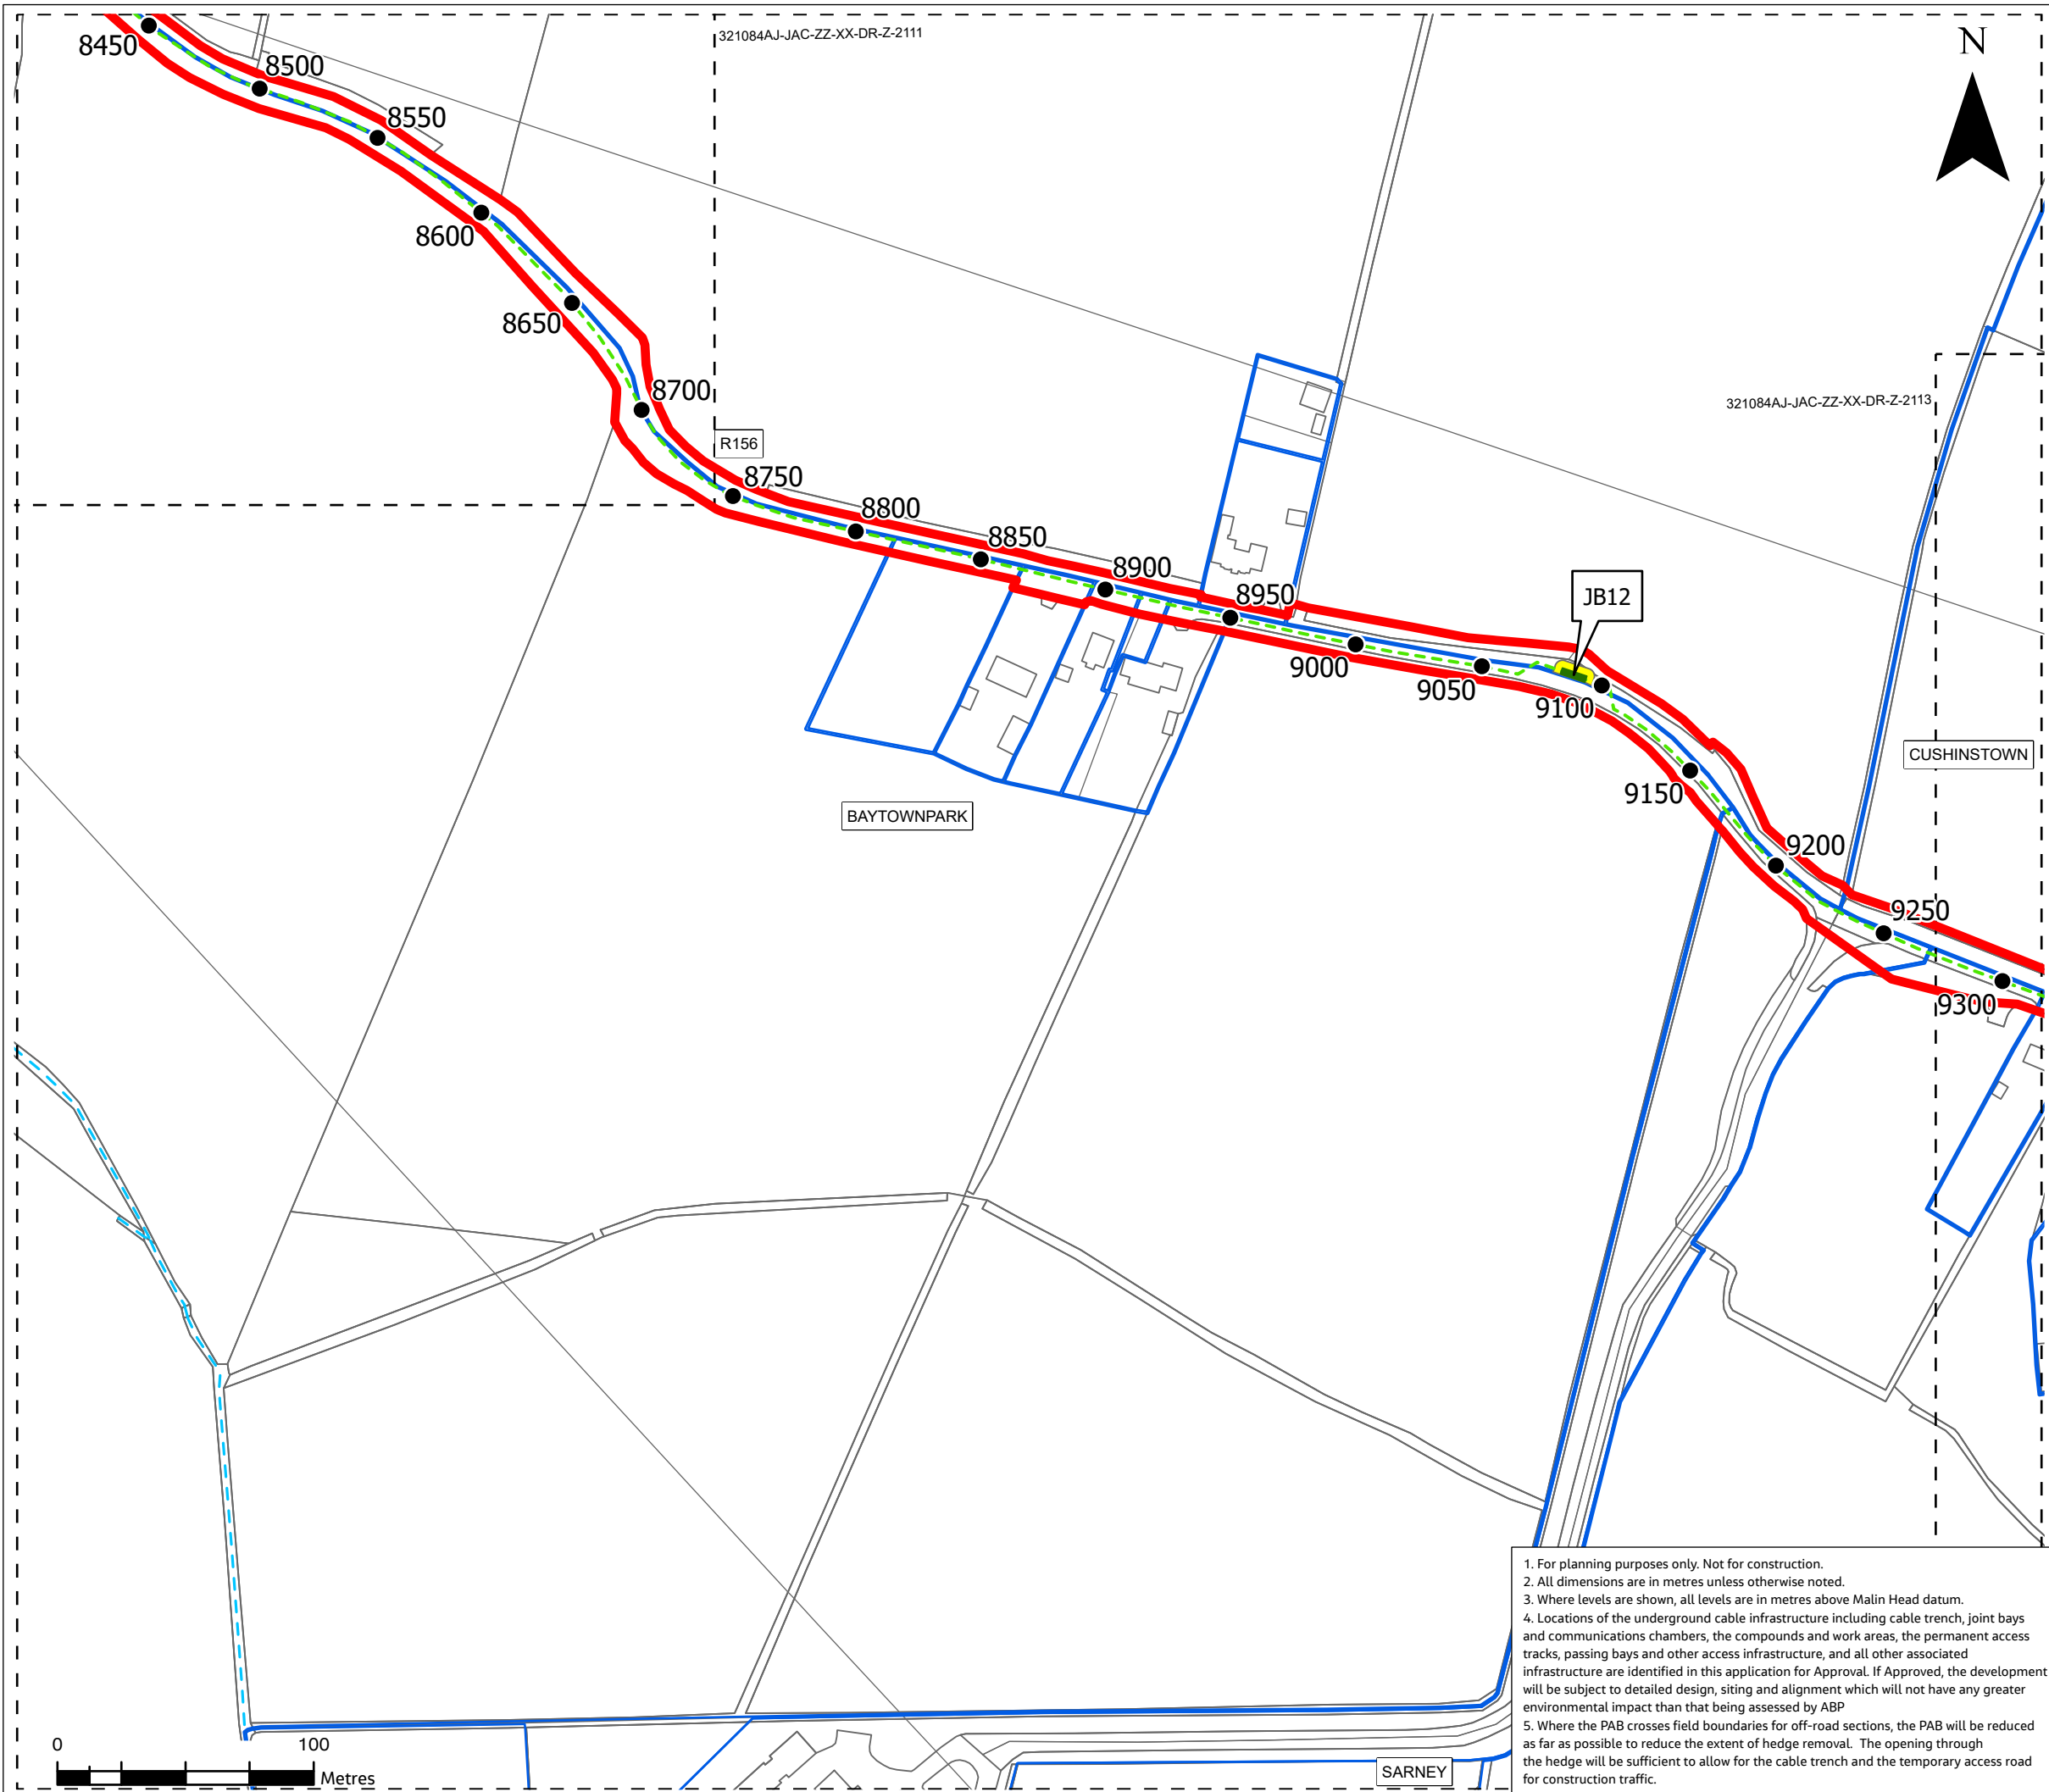 321084AJ-JAC-ZZ-XX-DR-Z-2111
N
8450
8500
8550
8600
8650
8700
R156
8750
8800
8850
8900
8950
9000
9050
JB12
9100
321084AJ-JAC-ZZ-XX-DR-Z-2113
CUSHINSTOWN
9150
9200
9250
9300
BAYTOWNPARK
1. For planning purposes only. Not for construction.
2. All dimensions are in metres unless otherwise noted.
3. Where levels are shown, all levels are in metres above Malin Head datum.
4. Locations of the underground cable infrastructure including cable trench, joint bays
and communications chambers, the compounds and work areas, the permanent access
tracks, passing bays and other access infrastructure, and all other associated
infrastructure are identified in this application for Approval. If Approved, the development
will be subject to detailed design, siting and alignment which will not have any greater
environmental impact than that being assessed by ABP
5. Where the PAB crosses field boundaries for off-road sections, the PAB will be reduced
as far as possible to reduce the extent of hedge removal. The opening through
the hedge will be sufficient to allow for the cable trench and the temporary access road
for construction traffic.
SARNEY
0 100
Metres